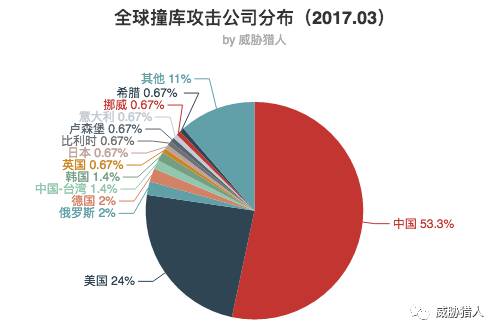 全球撞库攻击公司分布（2017.03）
by 威胁猎人
其他 11%
希腊 0.67%
挪威 0.67%
意大利 0.67%
卢森堡 0.67%
比利时 0.67%
日本 0.67%
英国 0.67%
韩国 1.4%
中国-台湾 1.4%
德国 2%
俄罗斯 2%
中国 53.3%
美国 24%
威胁猎人